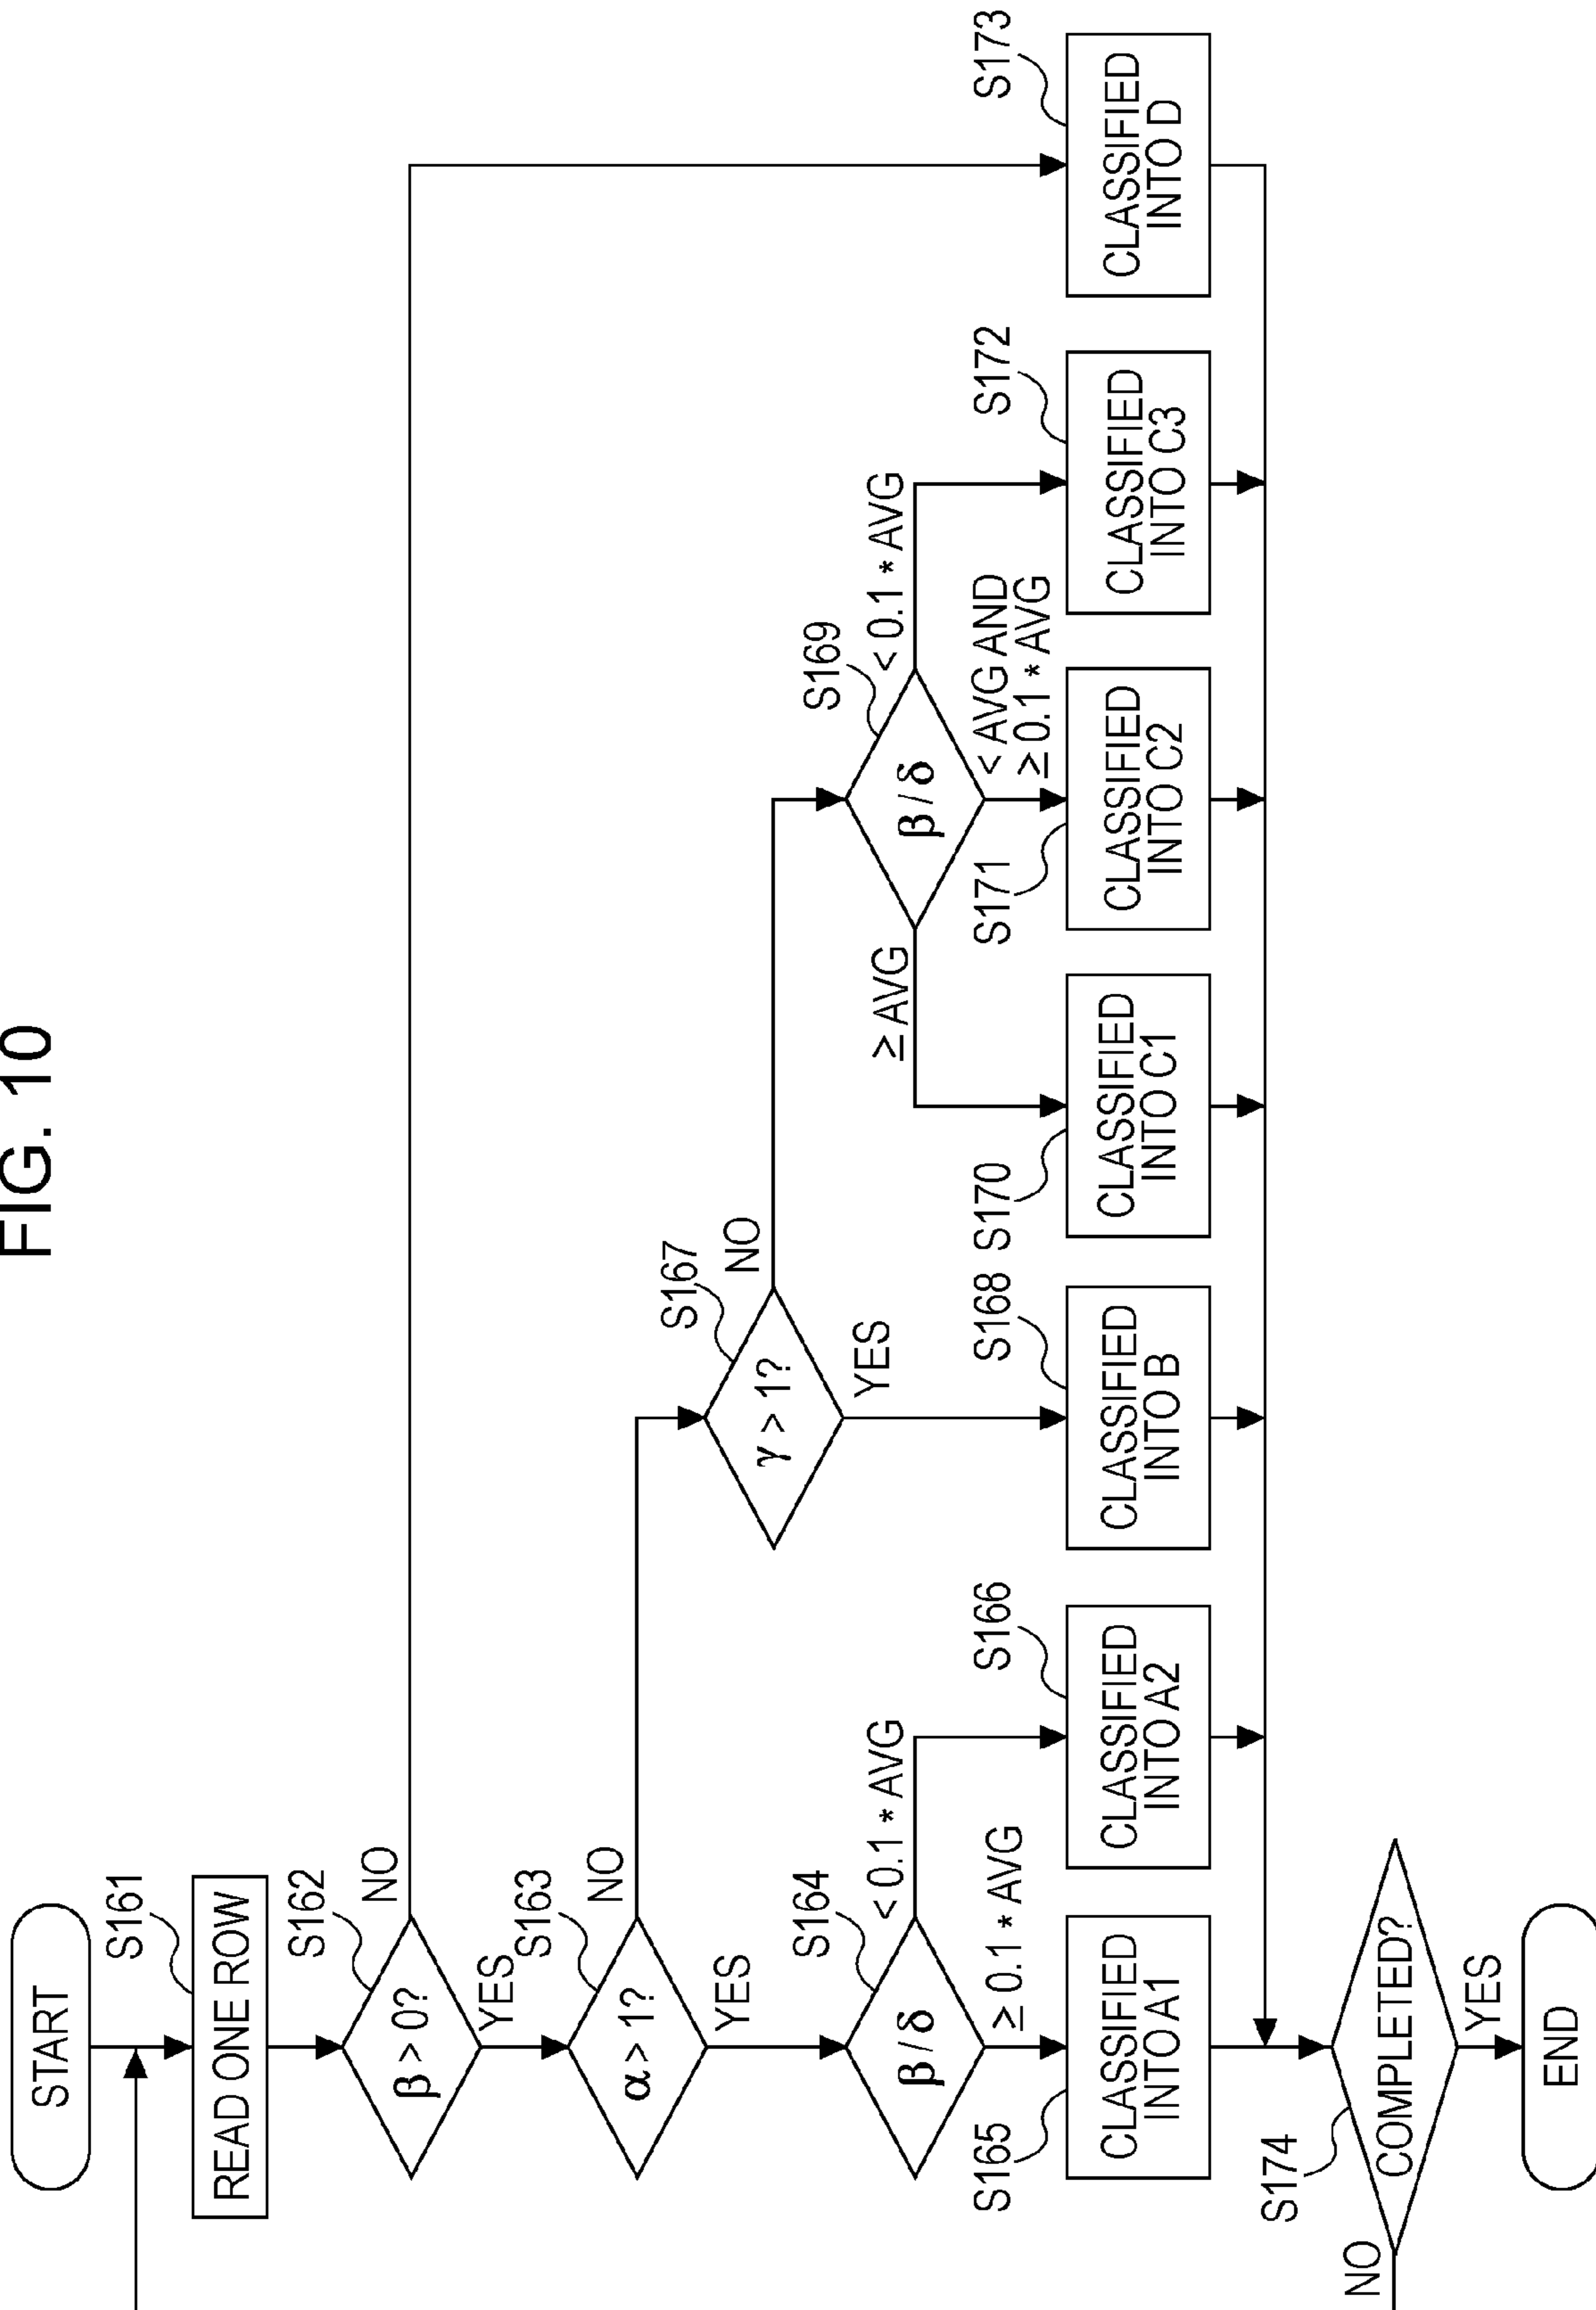 FIG. 10
START
S161
READ ONE ROW
S162
β > 0?
NO
YES
S163
α > 1?
NO
YES
S164
β / δ
< 0.1 * AVG
≥ 0.1 * AVG
S165
CLASSIFIED
INTO A1
S166
CLASSIFIED
INTO A2
S167
γ > 1?
NO
YES
S168
CLASSIFIED
INTO B
S169
β / δ
≥ AVG
< AVG AND
≥ 0.1 * AVG
< 0.1 * AVG
S170
CLASSIFIED
INTO C1
S171
CLASSIFIED
INTO C2
S172
CLASSIFIED
INTO C3
S173
CLASSIFIED
INTO D
S174
COMPLETED?
NO
YES
END